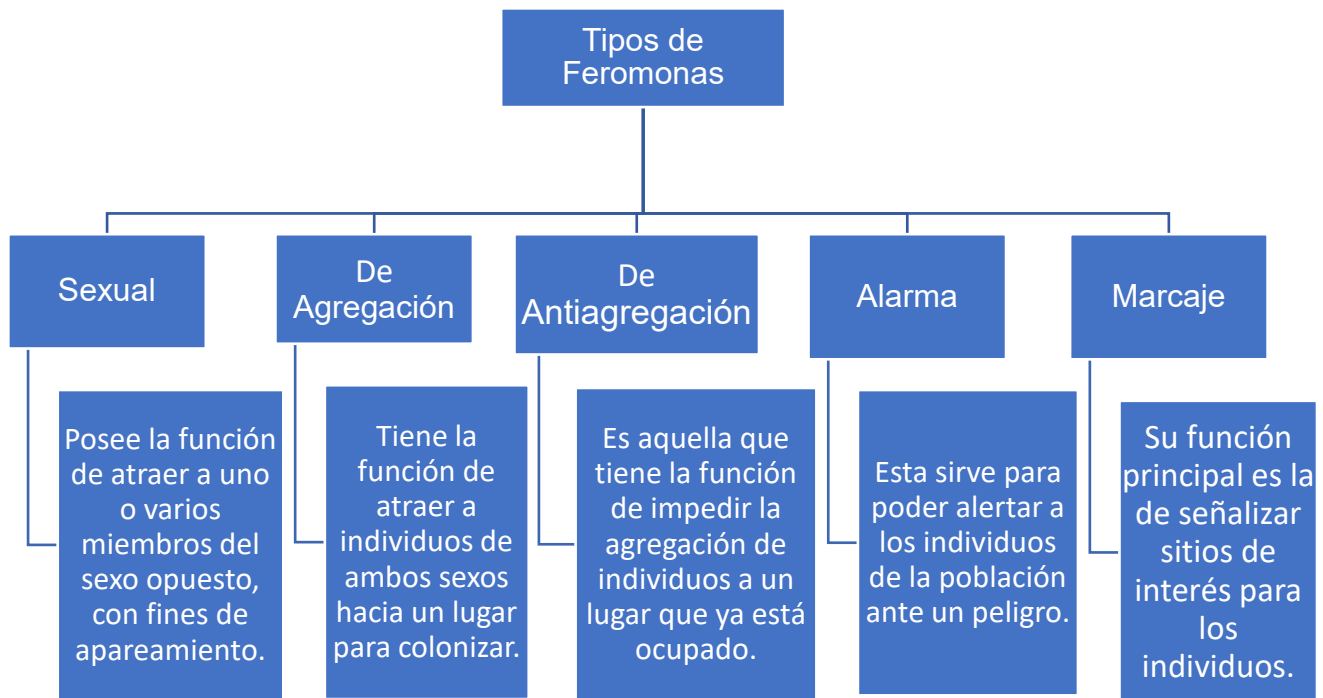 Tipos de
Feromonas
Sexual
De
Agregación
De
Antiagregación
Alarma
Marcaje
Posee la función
de atraer a uno
o varios
miembros del
sexo opuesto,
con fines de
apareamiento.
Tiene la
función de
atraer a
individuos de
ambos sexos
hacia un lugar
para colonizar.
Es aquella que
tiene la función
de impedir la
agregación de
individuos a un
lugar que ya está
ocupado.
Esta sirve para
poder alertar a
los individuos
de la población
ante un peligro.
Su función
principal es la
de señalizar
sitios de
interés para
los
individuos.